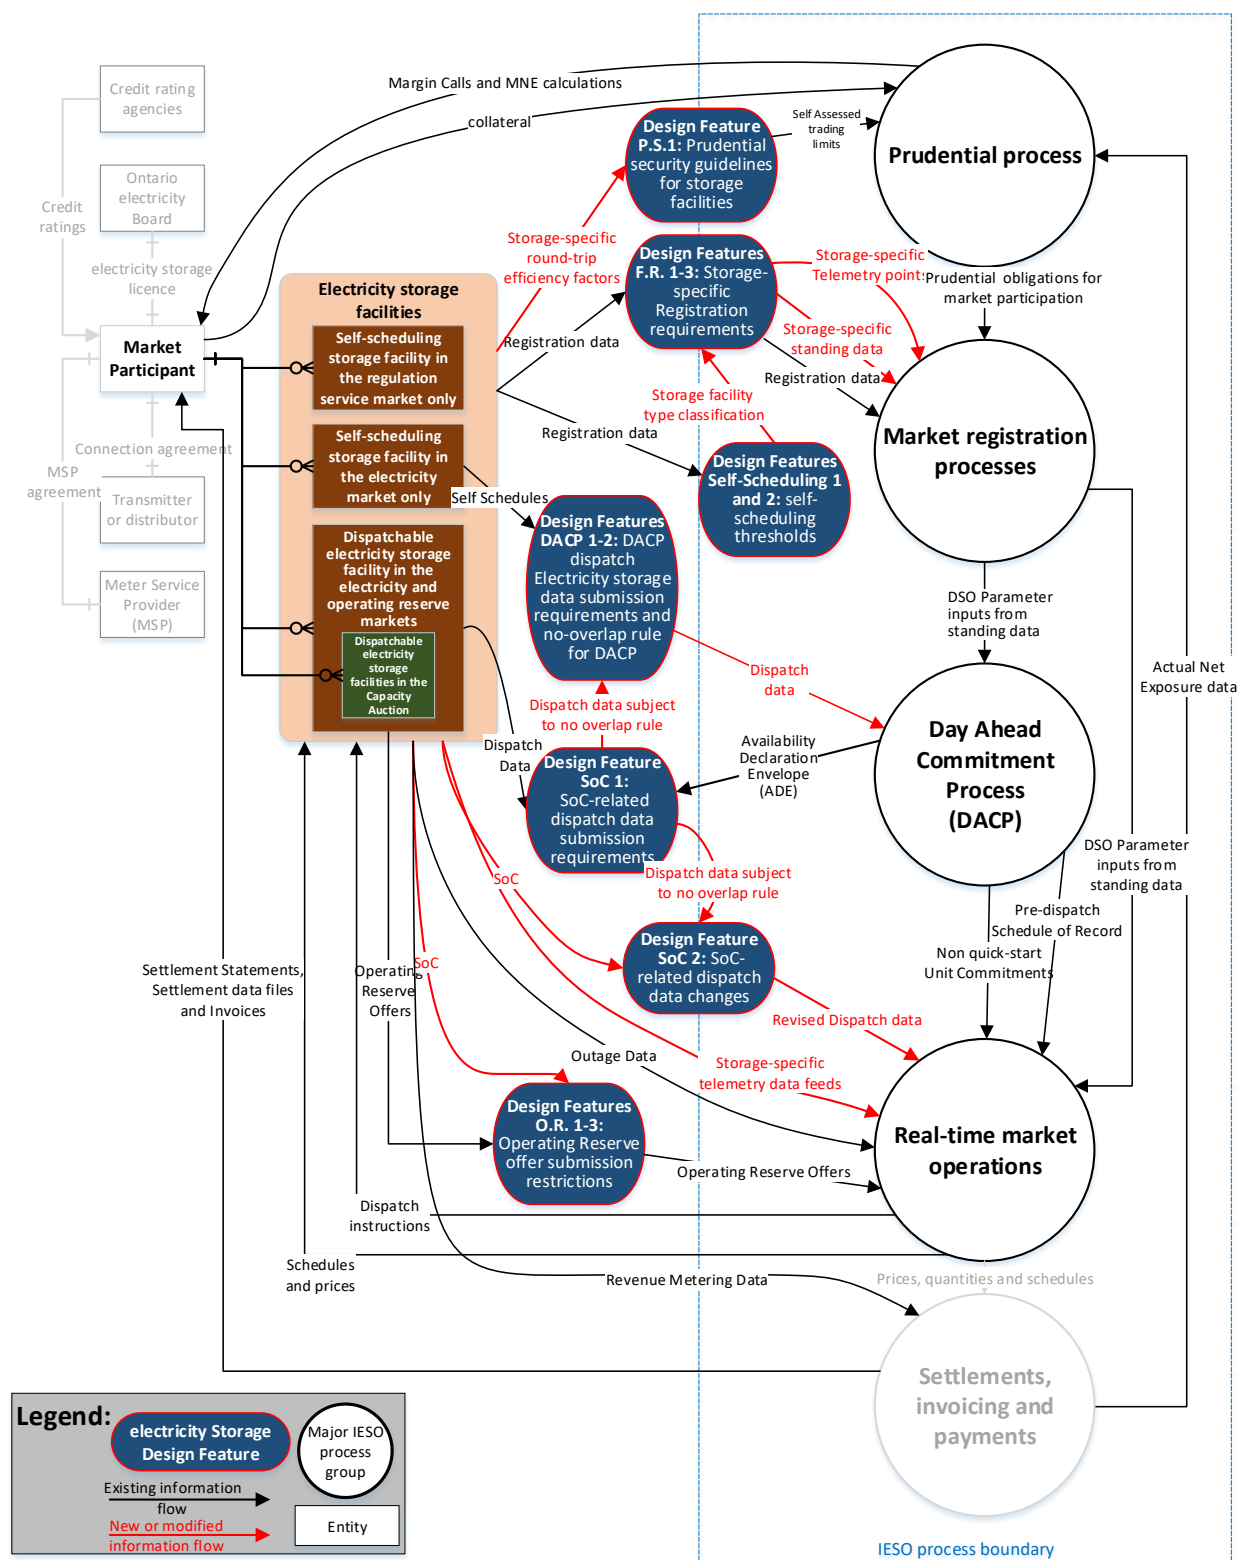 Credit rating
agencies
Margin Calls and MNE calculations
collateral
Design Feature
P.S.1: Prudential
security guidelines
for storage
facilities
Self Assessed
trading
limits
Prudential process
Ontario
electricity
Board
Credit
ratings
electricity storage
licence
Storage-specific
round-trip
efficiency factors
Design Features
F.R. 1-3: Storage-
specific
Registration
requirements
Storage-specific
Telemetry points
Prudential obligations for
market participation
Electricity storage
facilities
Market
Participant
Self-scheduling
storage facility in
the regulation
service market only
Registration data
Storage-specific
standing data
Registration data
Storage facility
type classification
Market registration
processes
Connection agreement
MSP
agreement
Transmitter
or distributor
Self-scheduling
storage facility in
the electricity
market only
Registration data
Self Schedules
Design Features
Self-Scheduling 1
and 2: self-
scheduling
thresholds
Design Features
DACP 1-2: DACP
dispatch
Electricity storage
data submission
requirements and
no-overlap rule
for DACP
Meter Service
Provider
(MSP)
Dispatchable
electricity storage
facility in the
electricity and
operating reserve
markets
Dispatchable
electricity
storage
facilities in the
Capacity
Auction
DSO Parameter
inputs from
standing data
Actual Net
Exposure data
Dispatch
data
Dispatch data subject
to no overlap rule
Dispatch
Data
Availability
Declaration
Envelope
(ADE)
Day Ahead
Commitment
Process
(DACP)
Design Feature
SoC 1:
SoC-related
dispatch data
submission
requirements
SoC
Dispatch data subject
to no overlap rule
DSO Parameter
inputs from
standing data
Pre-dispatch
Schedule of Record
Non quick-start
Unit Commitments
Design Feature
SoC 2: SoC-
related dispatch
data changes
Settlement Statements,
Settlement data files
and Invoices
Operating
Reserve
Offers
SoC
Revised Dispatch data
Outage Data
Storage-specific
telemetry data feeds
Design Features
O.R. 1-3:
Operating Reserve
offer submission
restrictions
Operating Reserve Offers
Real-time market
operations
Dispatch
instructions
Schedules
and prices
Revenue Metering Data
Prices, quantities and schedules
Settlements,
invoicing and
payments
Legend:
electricity Storage
Design Feature
Major IESO
process
group
Existing information
flow
New or modified
information flow
Entity
IESO process boundary